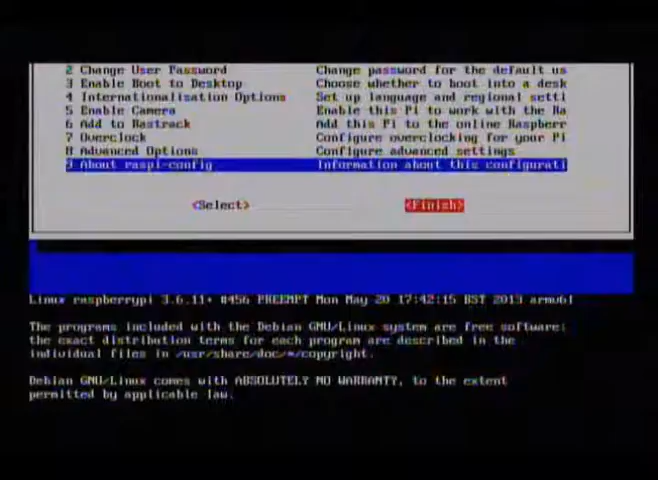 2 Change User Password Change password for the default us
3 Enable Boot to Desktop Choose whether to boot into a desk
4 Internationalisation Options Set up language and regional setti
5 Enable Camera Enable this Pi to work with the Ra
6 Add to Rastrack Add this Pi to the online Raspberr
7 Overclock Configure overclocking for your Pi
8 Advanced Options Configure advanced settings
9 About raspi-config Information about this configurati
<Select> <Finish>
Linux raspberrypi 3.6.11+ #456 PREEMPT Mon May 20 17:42:15 BST 2013 armv6l
The programs included with the Debian GNU/Linux system are free software;
the exact distribution terms for each program are described in the
individual files in /usr/share/doc/*/copyright.
Debian GNU/Linux comes with ABSOLUTELY NO WARRANTY, to the extent
permitted by applicable law.